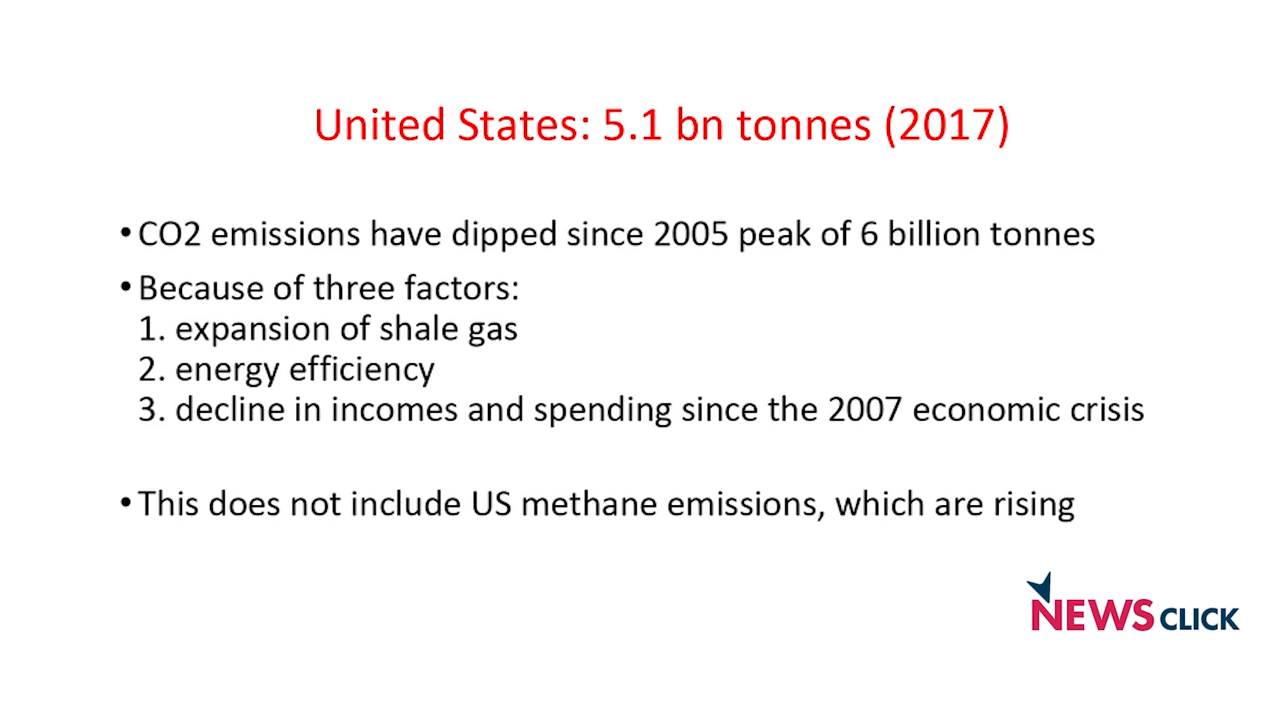 United States: 5.1 bn tonnes (2017)
•CO2 emissions have dipped since 2005 peak of 6 billion tonnes
•Because of three factors:
1. expansion of shale gas
2. energy efficiency
3. decline in incomes and spending since the 2007 economic crisis
•This does not include US methane emissions, which are rising
NEWSCLICK